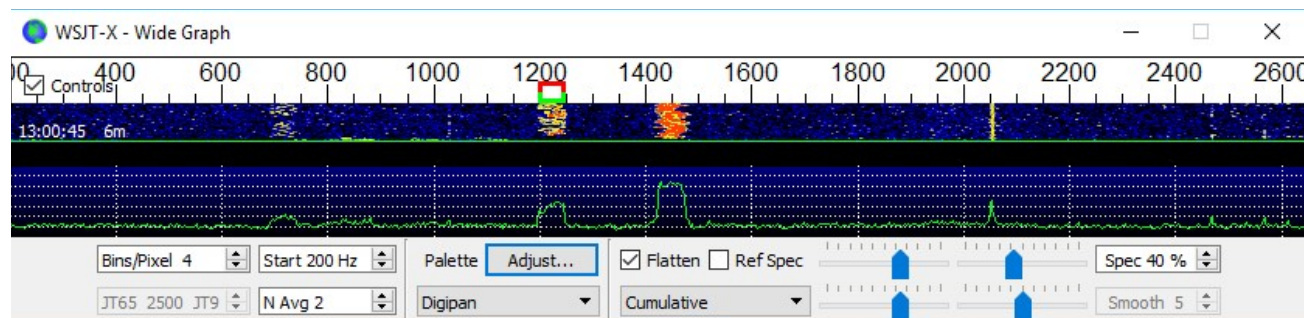 WSJT-X - Wide Graph
00 400 600 800 1000 1200 1400 1600 1800 2000 2200 2400 2600
Controls
13:00:45 6m
Bins/Pixel 4 Start 200 Hz Palette Adjust... Flatten Ref Spec Spec 40 %
JT65 2500 JT9 N Avg 2 Digipan Cumulative Smooth 5